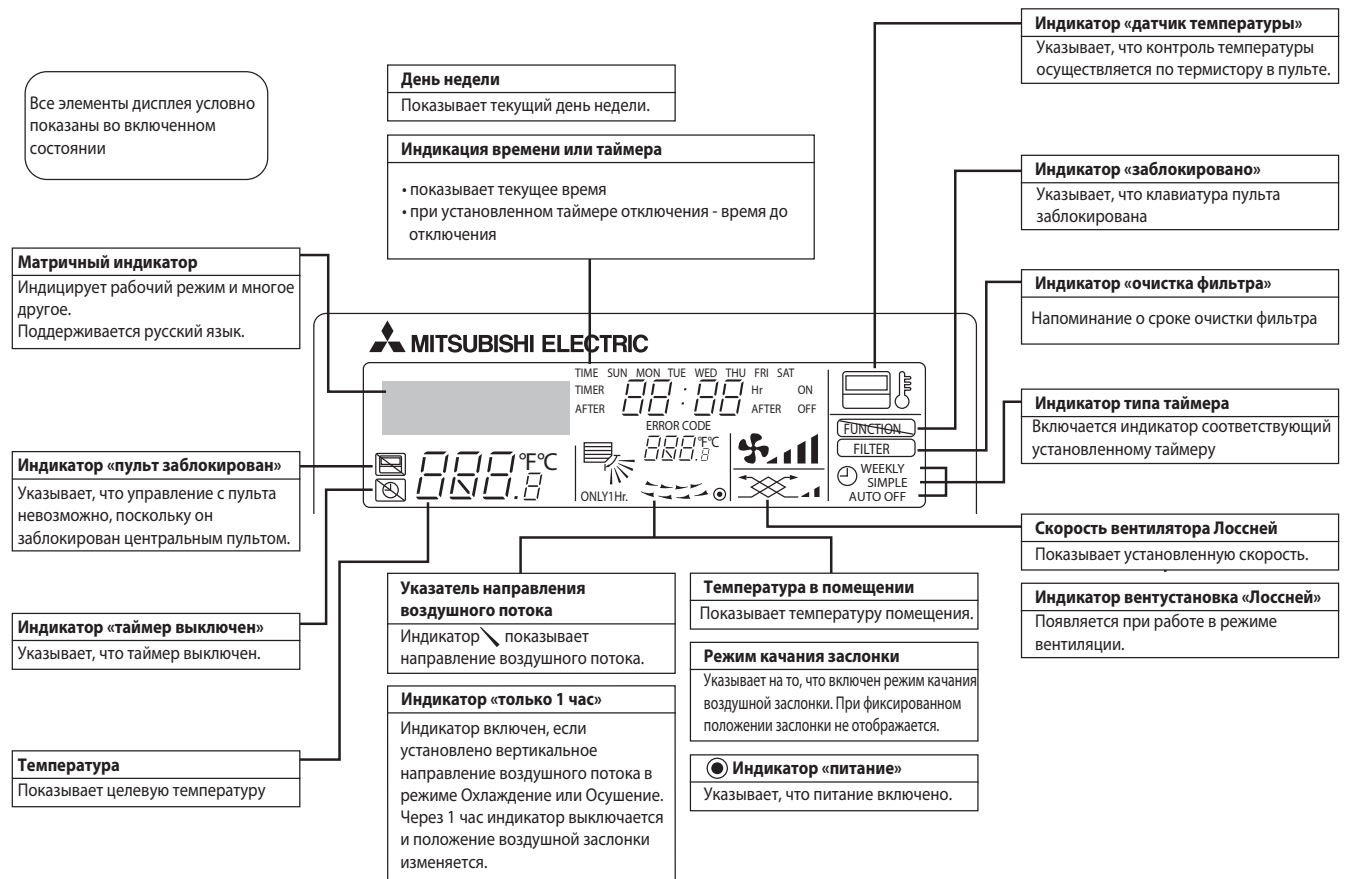 Все элементы дисплея условно
показаны во включенном
состоянии
День недели
Показывает текущий день недели.
Индикация времени или таймера
• показывает текущее время
• при установленном таймере отключения - время до
отключения
Индикатор «датчик температуры»
Указывает, что контроль температуры
осуществляется по термистору в пульте.
Индикатор «заблокировано»
Указывает, что клавиатура пульта
заблокирована
Индикатор «очистка фильтра»
Напоминание о сроке очистки фильтра
Индикатор типа таймера
Включается индикатор соответствующий
установленному таймеру
Скорость вентилятора Лоссней
Показывает установленную скорость.
Индикатор вентустановка «Лоссней»
Появляется при работе в режиме
вентиляции.
Матричный индикатор
Индицирует рабочий режим и многое
другое.
Поддерживается русский язык.
Индикатор «пульт заблокирован»
Указывает, что управление с пульта
невозможно, поскольку он
заблокирован центральным пультом.
Индикатор «таймер выключен»
Указывает, что таймер выключен.
Температура
Показывает целевую температуру
MITSUBISHI ELECTRIC
TIME SUN MON TUE WED THU FRI SAT
TIMER 88:88 Hr ON
AFTER AFTER OFF
ERROR CODE
888.8 °F°C
888.8 °F°C
ONLY1Hr.
FUNCTION
FILTER
WEEKLY
SIMPLE
AUTO OFF
Указатель направления
воздушного потока
Индикатор показывает
направление воздушного потока.
Индикатор «только 1 час»
Индикатор включен, если
установлено вертикальное
направление воздушного потока в
режиме Охлаждение или Осушение.
Через 1 час индикатор выключается
и положение воздушной заслонки
изменяется.
Температура в помещении
Показывает температуру помещения.
Режим качания заслонки
Указывает на то, что включен режим качания
воздушной заслонки. При фиксированном
положении заслонки не отображается.
Индикатор «питание»
Указывает, что питание включено.